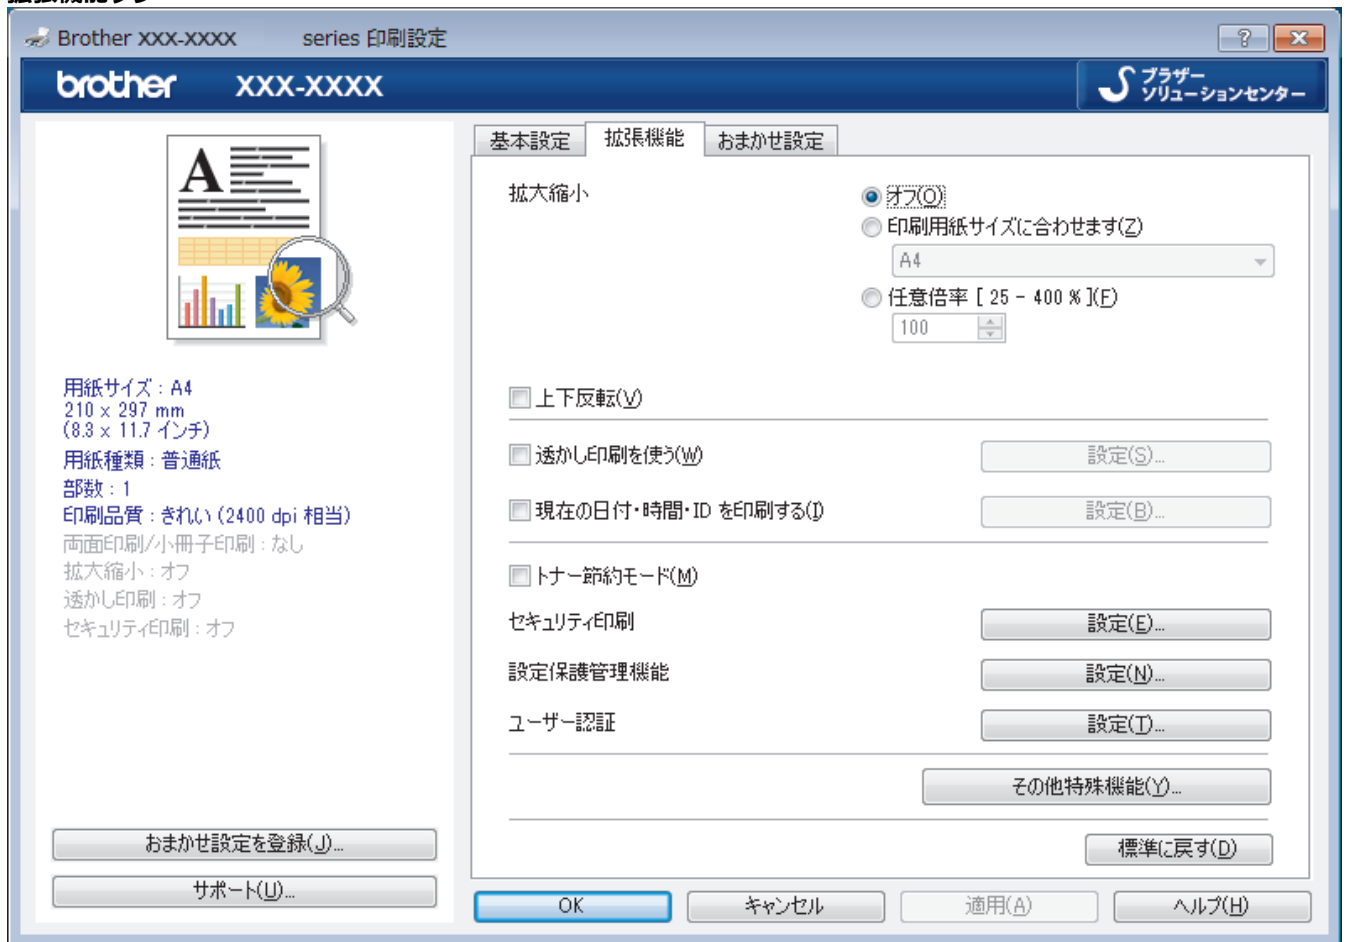 Brother XXX-XXXX series 印刷設定
brother XXX-XXXX
ブラザー
ソリューションセンター
A
用紙サイズ : A4
210 x 297 mm
(8.3 x 11.7 インチ)
用紙種類 : 普通紙
部数 : 1
印刷品質 : きれい (2400 dpi 相当)
両面印刷/小冊子印刷 : なし
拡大縮小 : オフ
透かし印刷 : オフ
セキュリティ印刷 : オフ
おまかせ設定を登録(J)...
サポート(U)...
基本設定 拡張機能 おまかせ設定
拡大縮小
オフ(O)
印刷用紙サイズに合わせます(Z)
A4
任意倍率 [ 25 - 400 % ](F)
100
上下反転(V)
透かし印刷を使う(W) 設定(S)...
現在の日付・時間・ID を印刷する(I) 設定(B)...
トナー節約モード(M)
セキュリティ印刷 設定(E)...
設定保護管理機能 設定(N)...
ユーザー認証 設定(T)...
その他特殊機能(Y)...
標準に戻す(D)
OK キャンセル 適用(A) ヘルプ(H)